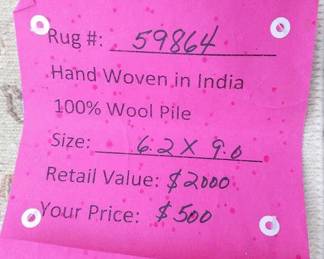 Rug #: 59864
Hand Woven in India
100% Wool Pile
Size: 6.2 X 9.0
Retail Value: $2000
Your Price: $500